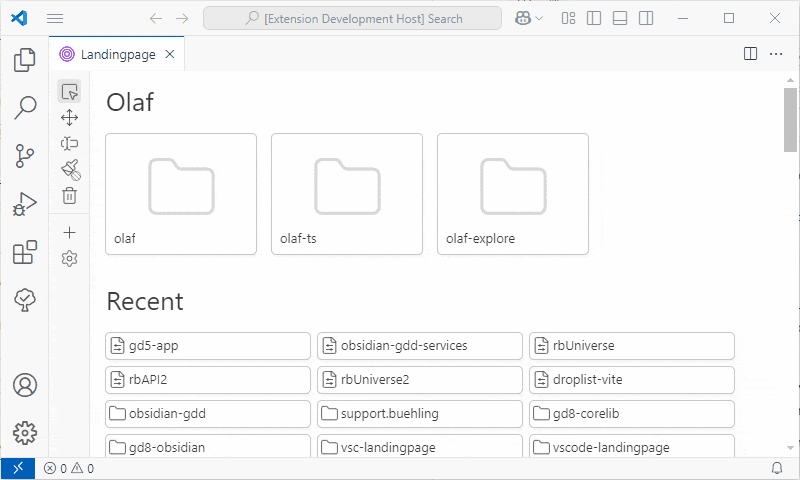 [Extension Development Host] Search
Landingpage
Olaf
olaf
olaf-ts
olaf-explore
Recent
gd5-app
obsidian-gdd-services
rbUniverse
rbAPI2
rbUniverse2
droplist-vite
obsidian-gdd
support.buehling
gd8-corelib
gd8-obsidian
vsc-landingpage
vscode-landingpage
0 0